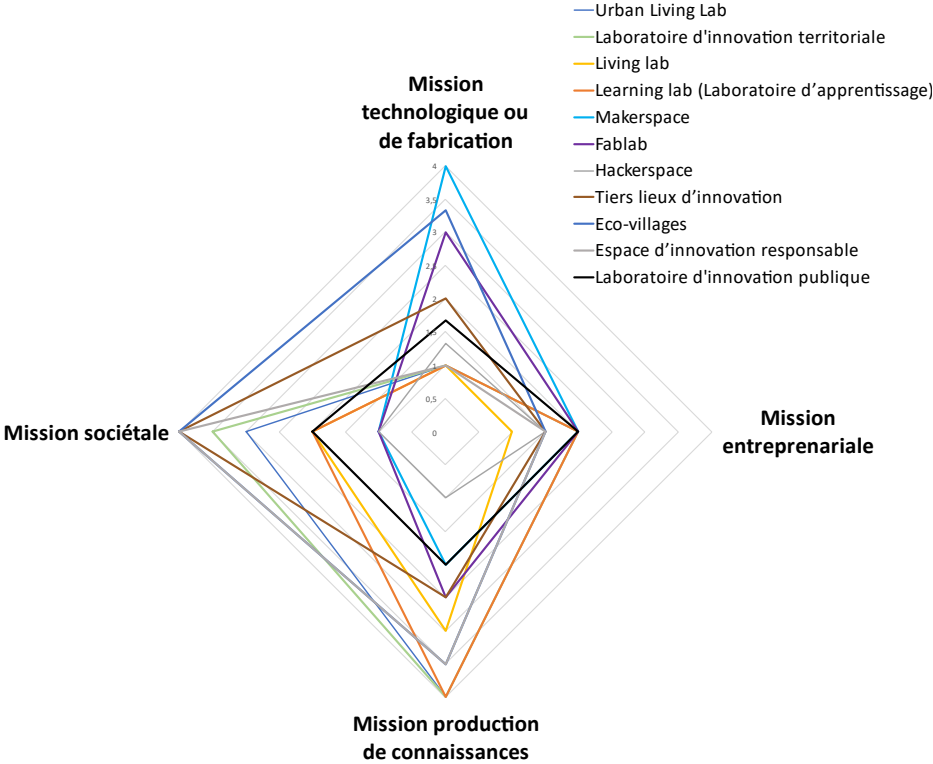 Urban Living Lab
Laboratoire d'innovation territoriale
Living lab
Learning lab (Laboratoire d’apprentissage)
Makerspace
Fablab
Hackerspace
Tiers lieux d’innovation
Eco-villages
Espace d’innovation responsable
Laboratoire d'innovation publique
Mission
technologique ou
de fabrication
4
3,5
3
2,5
2
1,5
1
0,5
0
Mission sociétale
Mission
entreprenariale
Mission production
de connaissances